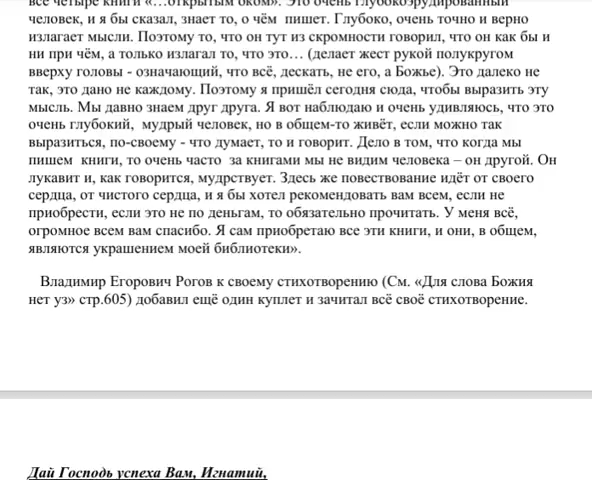 все четыре книги «…открытым оком». Это очень глубокоэрудированный
человек, и я бы сказал, знает то, о чём  пишет. Глубоко, очень точно и верно
излагает мысли. Поэтому то, что он тут из скромности говорил, что он как бы и
ни при чём, а только излагал то, что это… (делает жест рукой полукругом
вверху головы - означающий, что всё, дескать, не его, а Божье). Это далеко не
так, это дано не каждому. Поэтому я пришёл сегодня сюда, чтобы выразить эту
мысль. Мы давно знаем друг друга. Я вот наблюдаю и очень удивляюсь, что это
очень глубокий,  мудрый человек, но в общем-то живёт, если можно так
выразиться, по-своему - что думает, то и говорит. Дело в том, что когда мы
пишем  книги, то очень часто  за книгами мы не видим человека – он другой. Он
лукавит и, как говорится, мудрствует. Здесь же повествование идёт от своего
сердца, от чистого сердца, и я бы хотел рекомендовать вам всем, если не
приобрести, если это не по деньгам, то обязательно прочитать. У меня всё,
огромное всем вам спасибо. Я сам приобретаю все эти книги, и они, в общем,
являются украшением моей библиотеки».
Владимир Егорович Рогов к своему стихотворению (См. «Для слова Божия
нет уз» стр.605) добавил ещё один куплет и зачитал всё своё стихотворение.
Дай Господь успеха Вам, Игнатий,